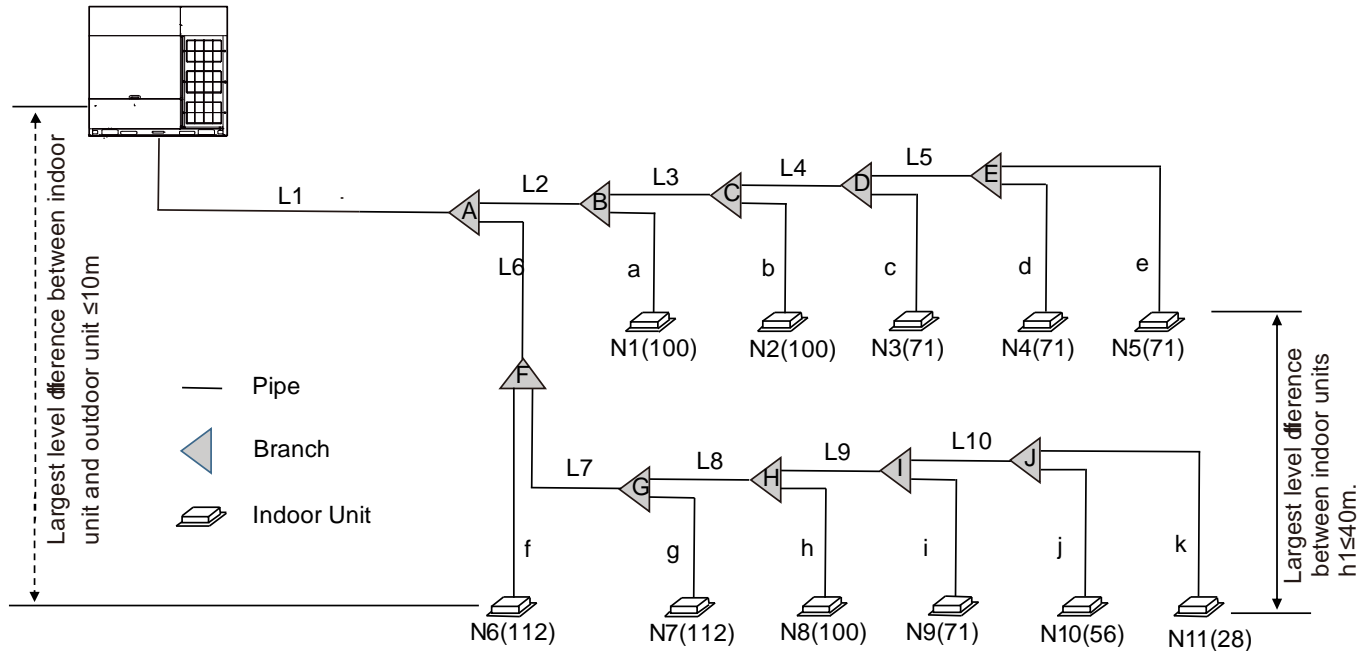 Largest level difference between indoor
unit and outdoor unit ≤10m
L1
A
L2
B
L3
C
L4
D
L5
E
L6
a
b
c
d
e
N1(100)
N2(100)
N3(71)
N4(71)
N5(71)
F
Pipe
Branch
Indoor Unit
L7
G
L8
H
L9
I
L10
J
f
g
h
i
j
k
N6(112)
N7(112)
N8(100)
N9(71)
N10(56)
N11(28)
Largest level difference
between indoor units
h1≤40m.